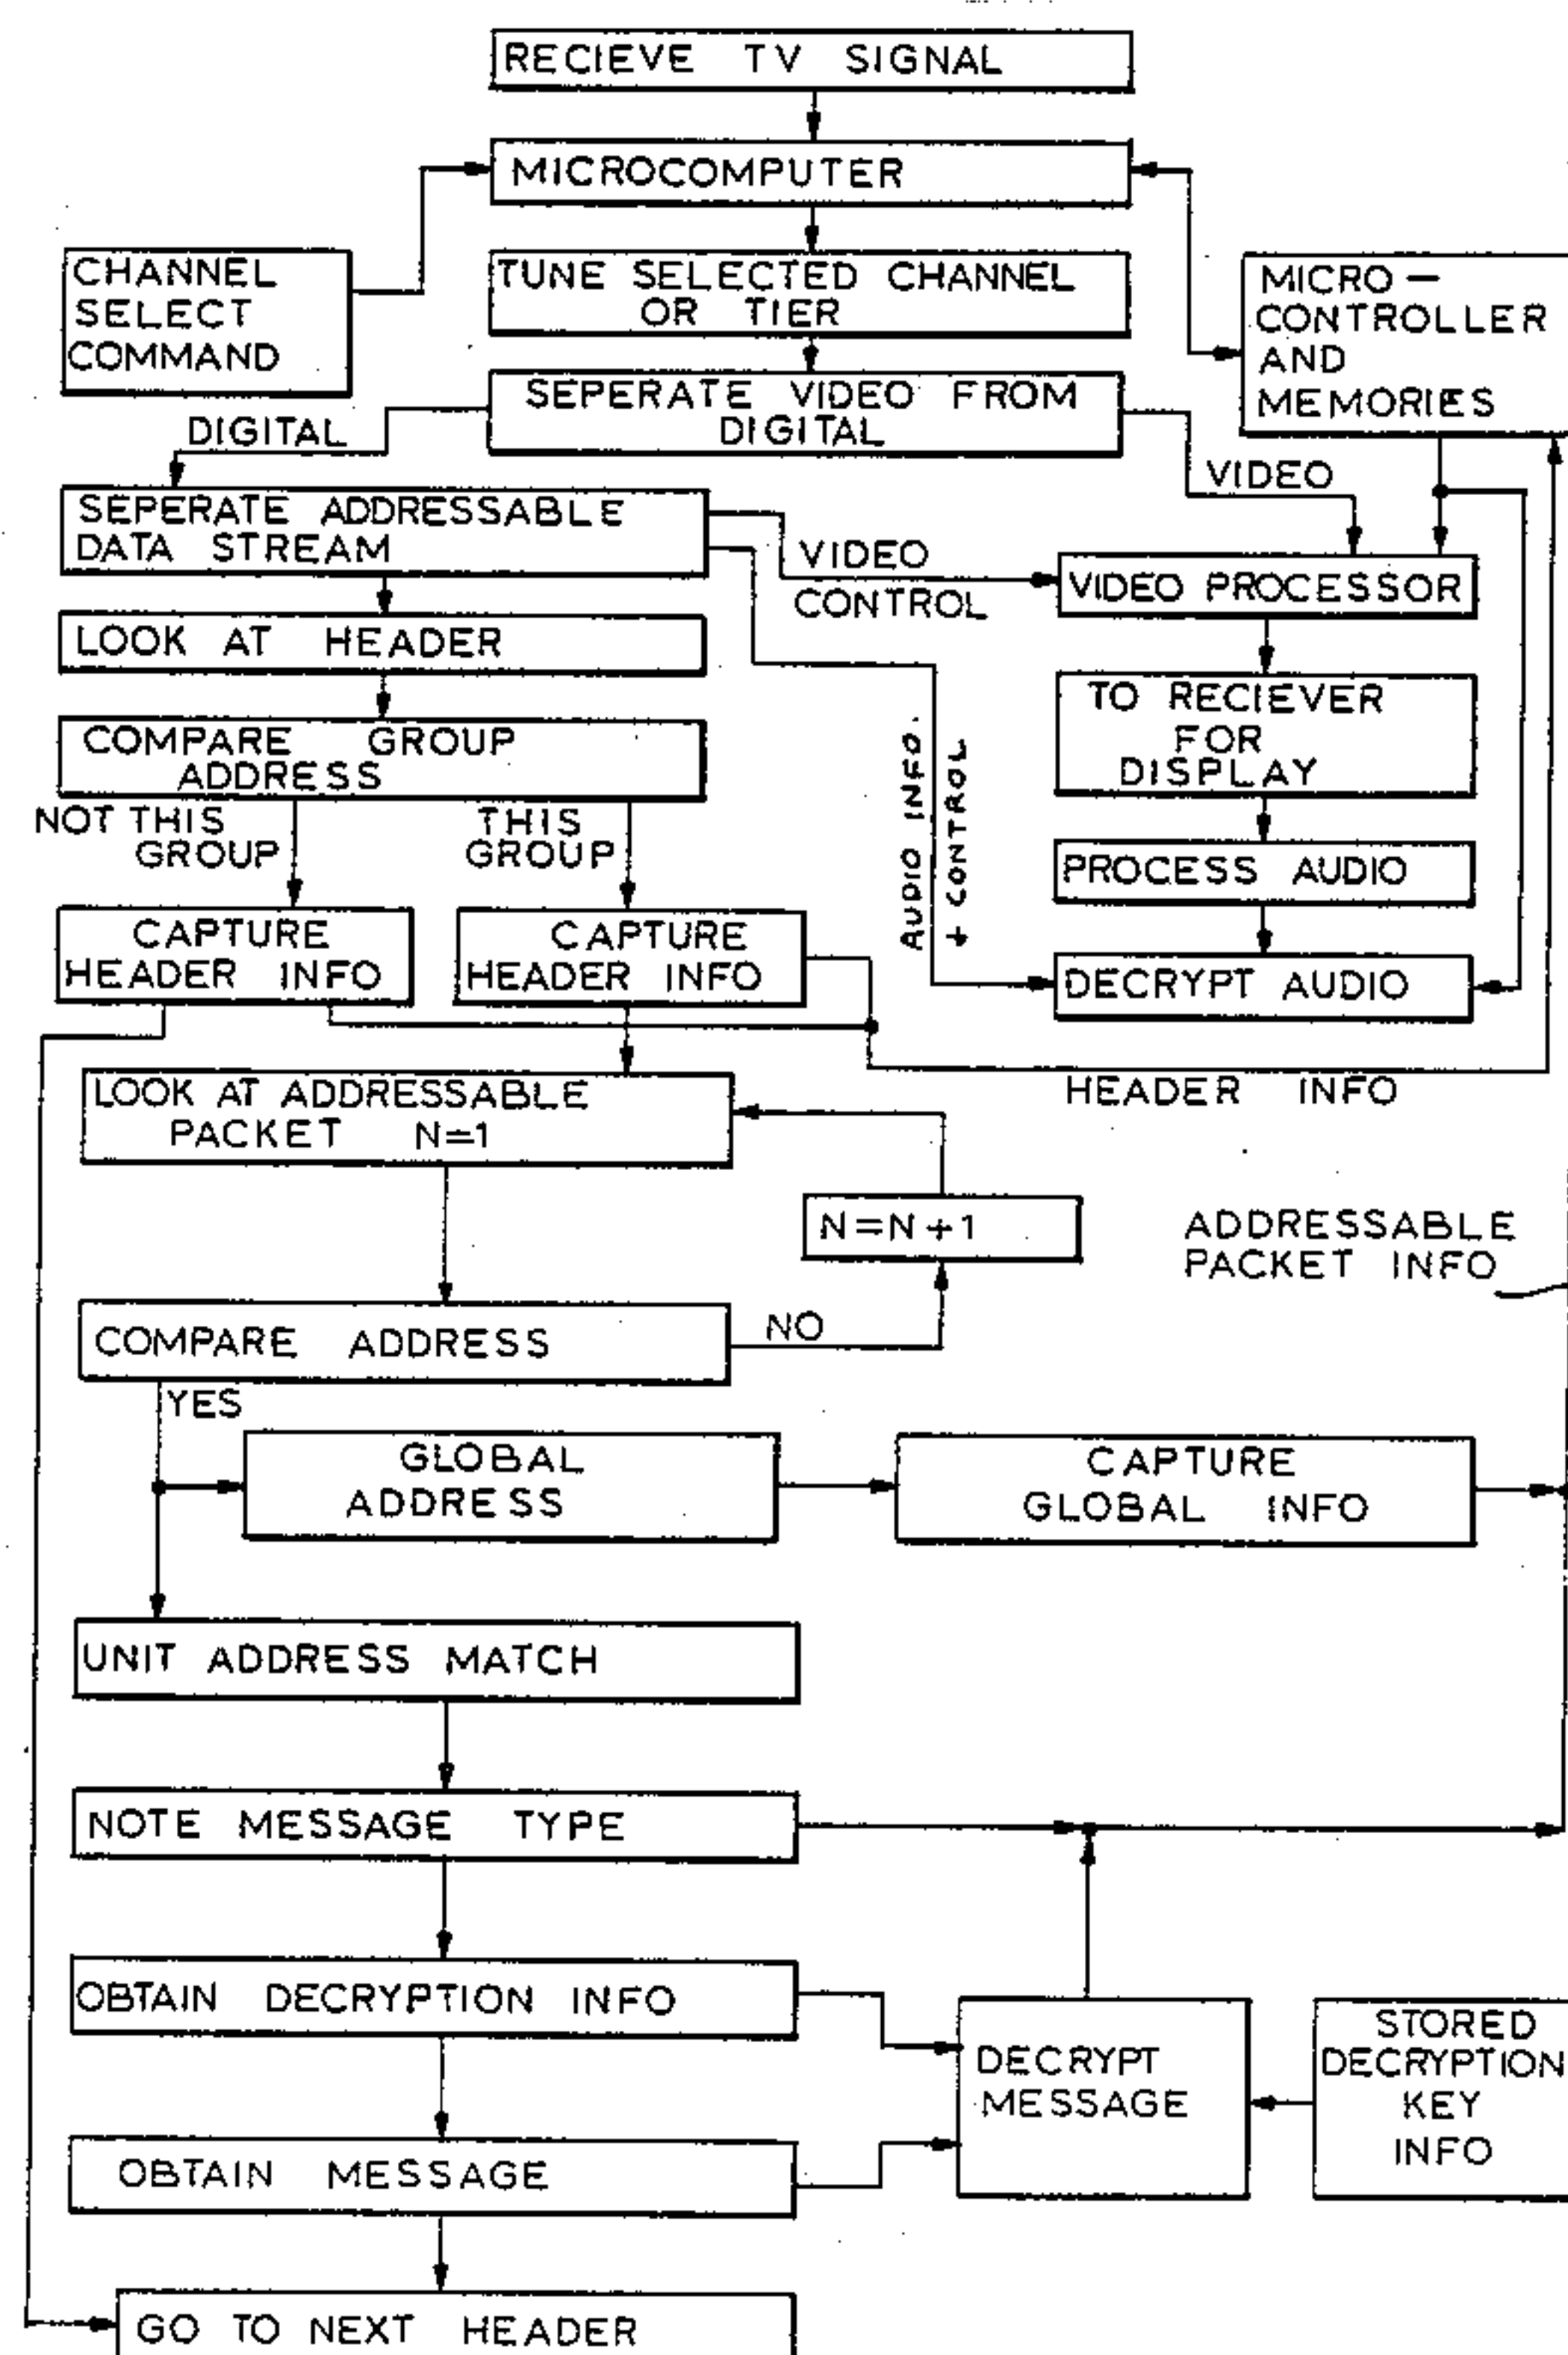 RECIEVE TV SIGNAL
MICROCOMPUTER
CHANNEL
SELECT
COMMAND
TUNE SELECTED CHANNEL
OR TIER
MICRO-
CONTROLLER
AND
MEMORIES
SEPERATE VIDEO FROM
DIGITAL
DIGITAL
VIDEO
SEPERATE ADDRESSABLE
DATA STREAM
VIDEO
CONTROL
VIDEO PROCESSOR
LOOK AT HEADER
TO RECIEVER
FOR
DISPLAY
COMPARE GROUP
ADDRESS
AUDIO INFO.
+ CONTROL
NOT THIS
GROUP
THIS
GROUP
PROCESS AUDIO
CAPTURE
HEADER INFO
CAPTURE
HEADER INFO
DECRYPT AUDIO
HEADER INFO
LOOK AT ADDRESSABLE
PACKET N=1
N=N+1
ADDRESSABLE
PACKET INFO
COMPARE ADDRESS
NO
YES
GLOBAL
ADDRESS
CAPTURE
GLOBAL INFO
UNIT ADDRESS MATCH
NOTE MESSAGE TYPE
OBTAIN DECRYPTION INFO
DECRYPT
MESSAGE
STORED
DECRYPTION
KEY
INFO
OBTAIN MESSAGE
GO TO NEXT HEADER